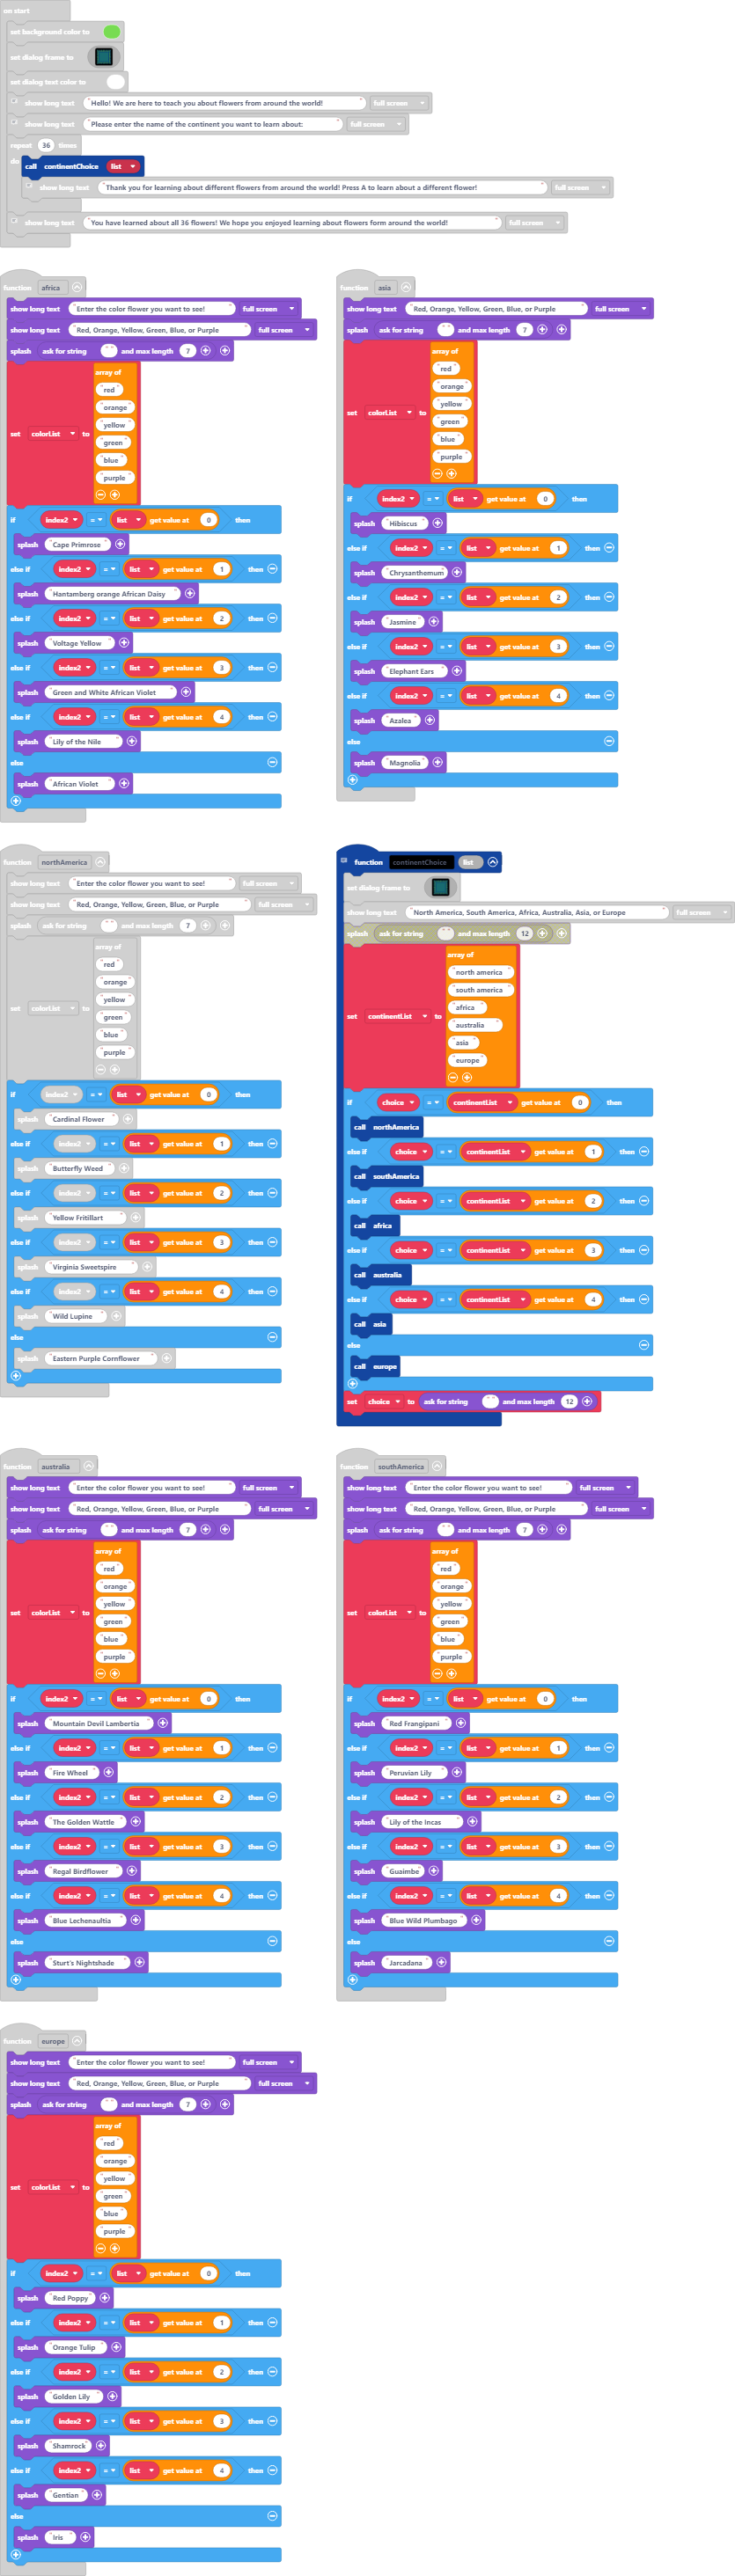 on start
set background color to
set dialog frame to
set dialog text color to
show long text "Hello! We are here to teach you about flowers from around the world!" full screen
show long text "Please enter the name of the continent you want to learn about:" full screen
repeat 36 times
do call continentChoice list
show long text "Thank you for learning about different flowers from around the world! Press A to learn about a different flower!" full screen
show long text "You have learned about all 36 flowers! We hope you enjoyed learning about flowers form around the world!" full screen
function africa
show long text "Enter the color flower you want to see!" full screen
show long text "Red, Orange, Yellow, Green, Blue, or Purple" full screen
splash ask for string "" and max length 7
array of
"red"
"orange"
"yellow"
set colorList to
"green"
"blue"
"purple"
if index2 = list get value at 0 then
splash "Cape Primrose"
else if index2 = list get value at 1 then
splash "Hantamberg orange African Daisy"
else if index2 = list get value at 2 then
splash "Voltage Yellow"
else if index2 = list get value at 3 then
splash "Green and White African Violet"
else if index2 = list get value at 4 then
splash "Lily of the Nile"
else
splash "African Violet"
function asia
show long text "Red, Orange, Yellow, Green, Blue, or Purple" full screen
splash ask for string "" and max length 7
array of
"red"
"orange"
"yellow"
set colorList to
"green"
"blue"
"purple"
if index2 = list get value at 0 then
splash "Hibiscus"
else if index2 = list get value at 1 then
splash "Chrysanthemum"
else if index2 = list get value at 2 then
splash "Jasmine"
else if index2 = list get value at 3 then
splash "Elephant Ears"
else if index2 = list get value at 4 then
splash "Azalea"
else
splash "Magnolia"
function northAmerica
show long text "Enter the color flower you want to see!" full screen
show long text "Red, Orange, Yellow, Green, Blue, or Purple" full screen
splash ask for string "" and max length 7
array of
"red"
"orange"
"yellow"
set colorList to
"green"
"blue"
"purple"
if index2 = list get value at 0 then
splash "Cardinal Flower"
else if index2 = list get value at 1 then
splash "Butterfly Weed"
else if index2 = list get value at 2 then
splash "Yellow Fritillart"
else if index2 = list get value at 3 then
splash "Virginia Sweetspire"
else if index2 = list get value at 4 then
splash "Wild Lupine"
else
splash "Eastern Purple Cornflower"
function continentChoice list
set dialog frame to
show long text "North America, South America, Africa, Australia, Asia, or Europe" full screen
splash ask for string "" and max length 12
array of
"north america"
"south america"
"africa"
set continentList to
"australia"
"asia"
"europe"
if choice = continentList get value at 0 then
call northAmerica
else if choice = continentList get value at 1 then
call southAmerica
else if choice = continentList get value at 2 then
call africa
else if choice = continentList get value at 3 then
call australia
else if choice = continentList get value at 4 then
call asia
else
call europe
set choice to ask for string "" and max length 12
function australia
show long text "Enter the color flower you want to see!" full screen
show long text "Red, Orange, Yellow, Green, Blue, or Purple" full screen
splash ask for string "" and max length 7
array of
"red"
"orange"
"yellow"
set colorList to
"green"
"blue"
"purple"
if index2 = list get value at 0 then
splash "Mountain Devil Lambertia"
else if index2 = list get value at 1 then
splash "Fire Wheel"
else if index2 = list get value at 2 then
splash "The Golden Wattle"
else if index2 = list get value at 3 then
splash "Regal Birdflower"
else if index2 = list get value at 4 then
splash "Blue Lechenaultia"
else
splash "Sturt's Nightshade"
function southAmerica
show long text "Enter the color flower you want to see!" full screen
show long text "Red, Orange, Yellow, Green, Blue, or Purple" full screen
splash ask for string "" and max length 7
array of
"red"
"orange"
"yellow"
set colorList to
"green"
"blue"
"purple"
if index2 = list get value at 0 then
splash "Red Frangipani"
else if index2 = list get value at 1 then
splash "Peruvian Lily"
else if index2 = list get value at 2 then
splash "Lily of the Incas"
else if index2 = list get value at 3 then
splash "Guaimbe"
else if index2 = list get value at 4 then
splash "Blue Wild Plumbago"
else
splash "Jarcadana"
function europe
show long text "Enter the color flower you want to see!" full screen
show long text "Red, Orange, Yellow, Green, Blue, or Purple" full screen
splash ask for string "" and max length 7
array of
"red"
"orange"
"yellow"
set colorList to
"green"
"blue"
"purple"
if index2 = list get value at 0 then
splash "Red Poppy"
else if index2 = list get value at 1 then
splash "Orange Tulip"
else if index2 = list get value at 2 then
splash "Golden Lily"
else if index2 = list get value at 3 then
splash "Shamrock"
else if index2 = list get value at 4 then
splash "Gentian"
else
splash "Iris"